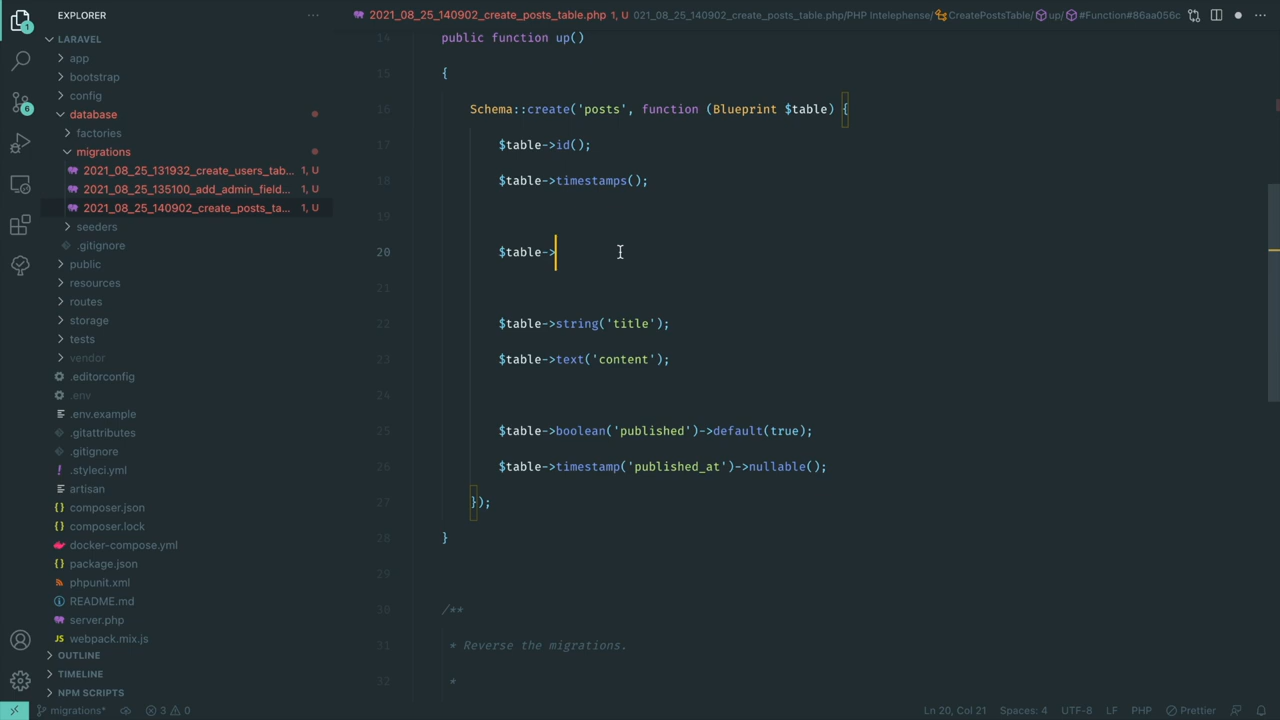 EXPLORER
LARAVEL
app
bootstrap
config
database
factories
migrations
2021_08_25_131932_create_users_tab... 1, U
2021_08_25_135100_add_admin_field... 1, U
2021_08_25_140902_create_posts_ta... 1, U
seeders
.gitignore
public
resources
routes
storage
tests
vendor
.editorconfig
.env
.env.example
.gitattributes
.gitignore
.styleci.yml
artisan
composer.json
composer.lock
docker-compose.yml
package.json
phpunit.xml
README.md
server.php
webpack.mix.js
OUTLINE
TIMELINE
NPM SCRIPTS
2021_08_25_140902_create_posts_table.php 1, U 021_08_25_140902_create_posts_table.php/PHP Intelephense/ CreatePostsTable/ up/ #Function#86aa056c
14 public function up()
15 {
16 Schema::create('posts', function (Blueprint $table) {
17 $table->id();
18 $table->timestamps();
19
20 $table->
21
22 $table->string('title');
23 $table->text('content');
24
25 $table->boolean('published')->default(true);
26 $table->timestamp('published_at')->nullable();
27 });
28 }
29
30 /**
31 * Reverse the migrations.
32 *
migrations* 3 0 Ln 20, Col 21 Spaces: 4 UTF-8 LF PHP Prettier